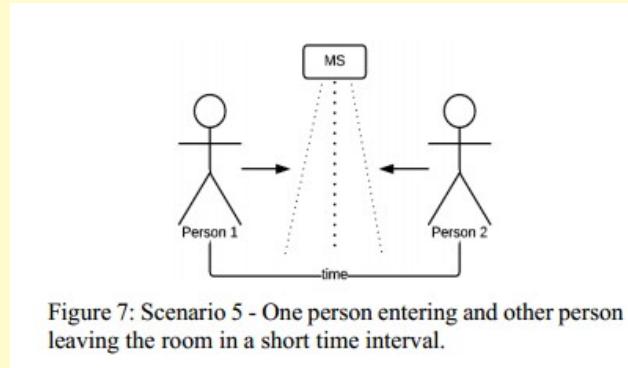 MS
Person 1
Person 2
time
Figure 7: Scenario 5 - One person entering and other person
leaving the room in a short time interval.